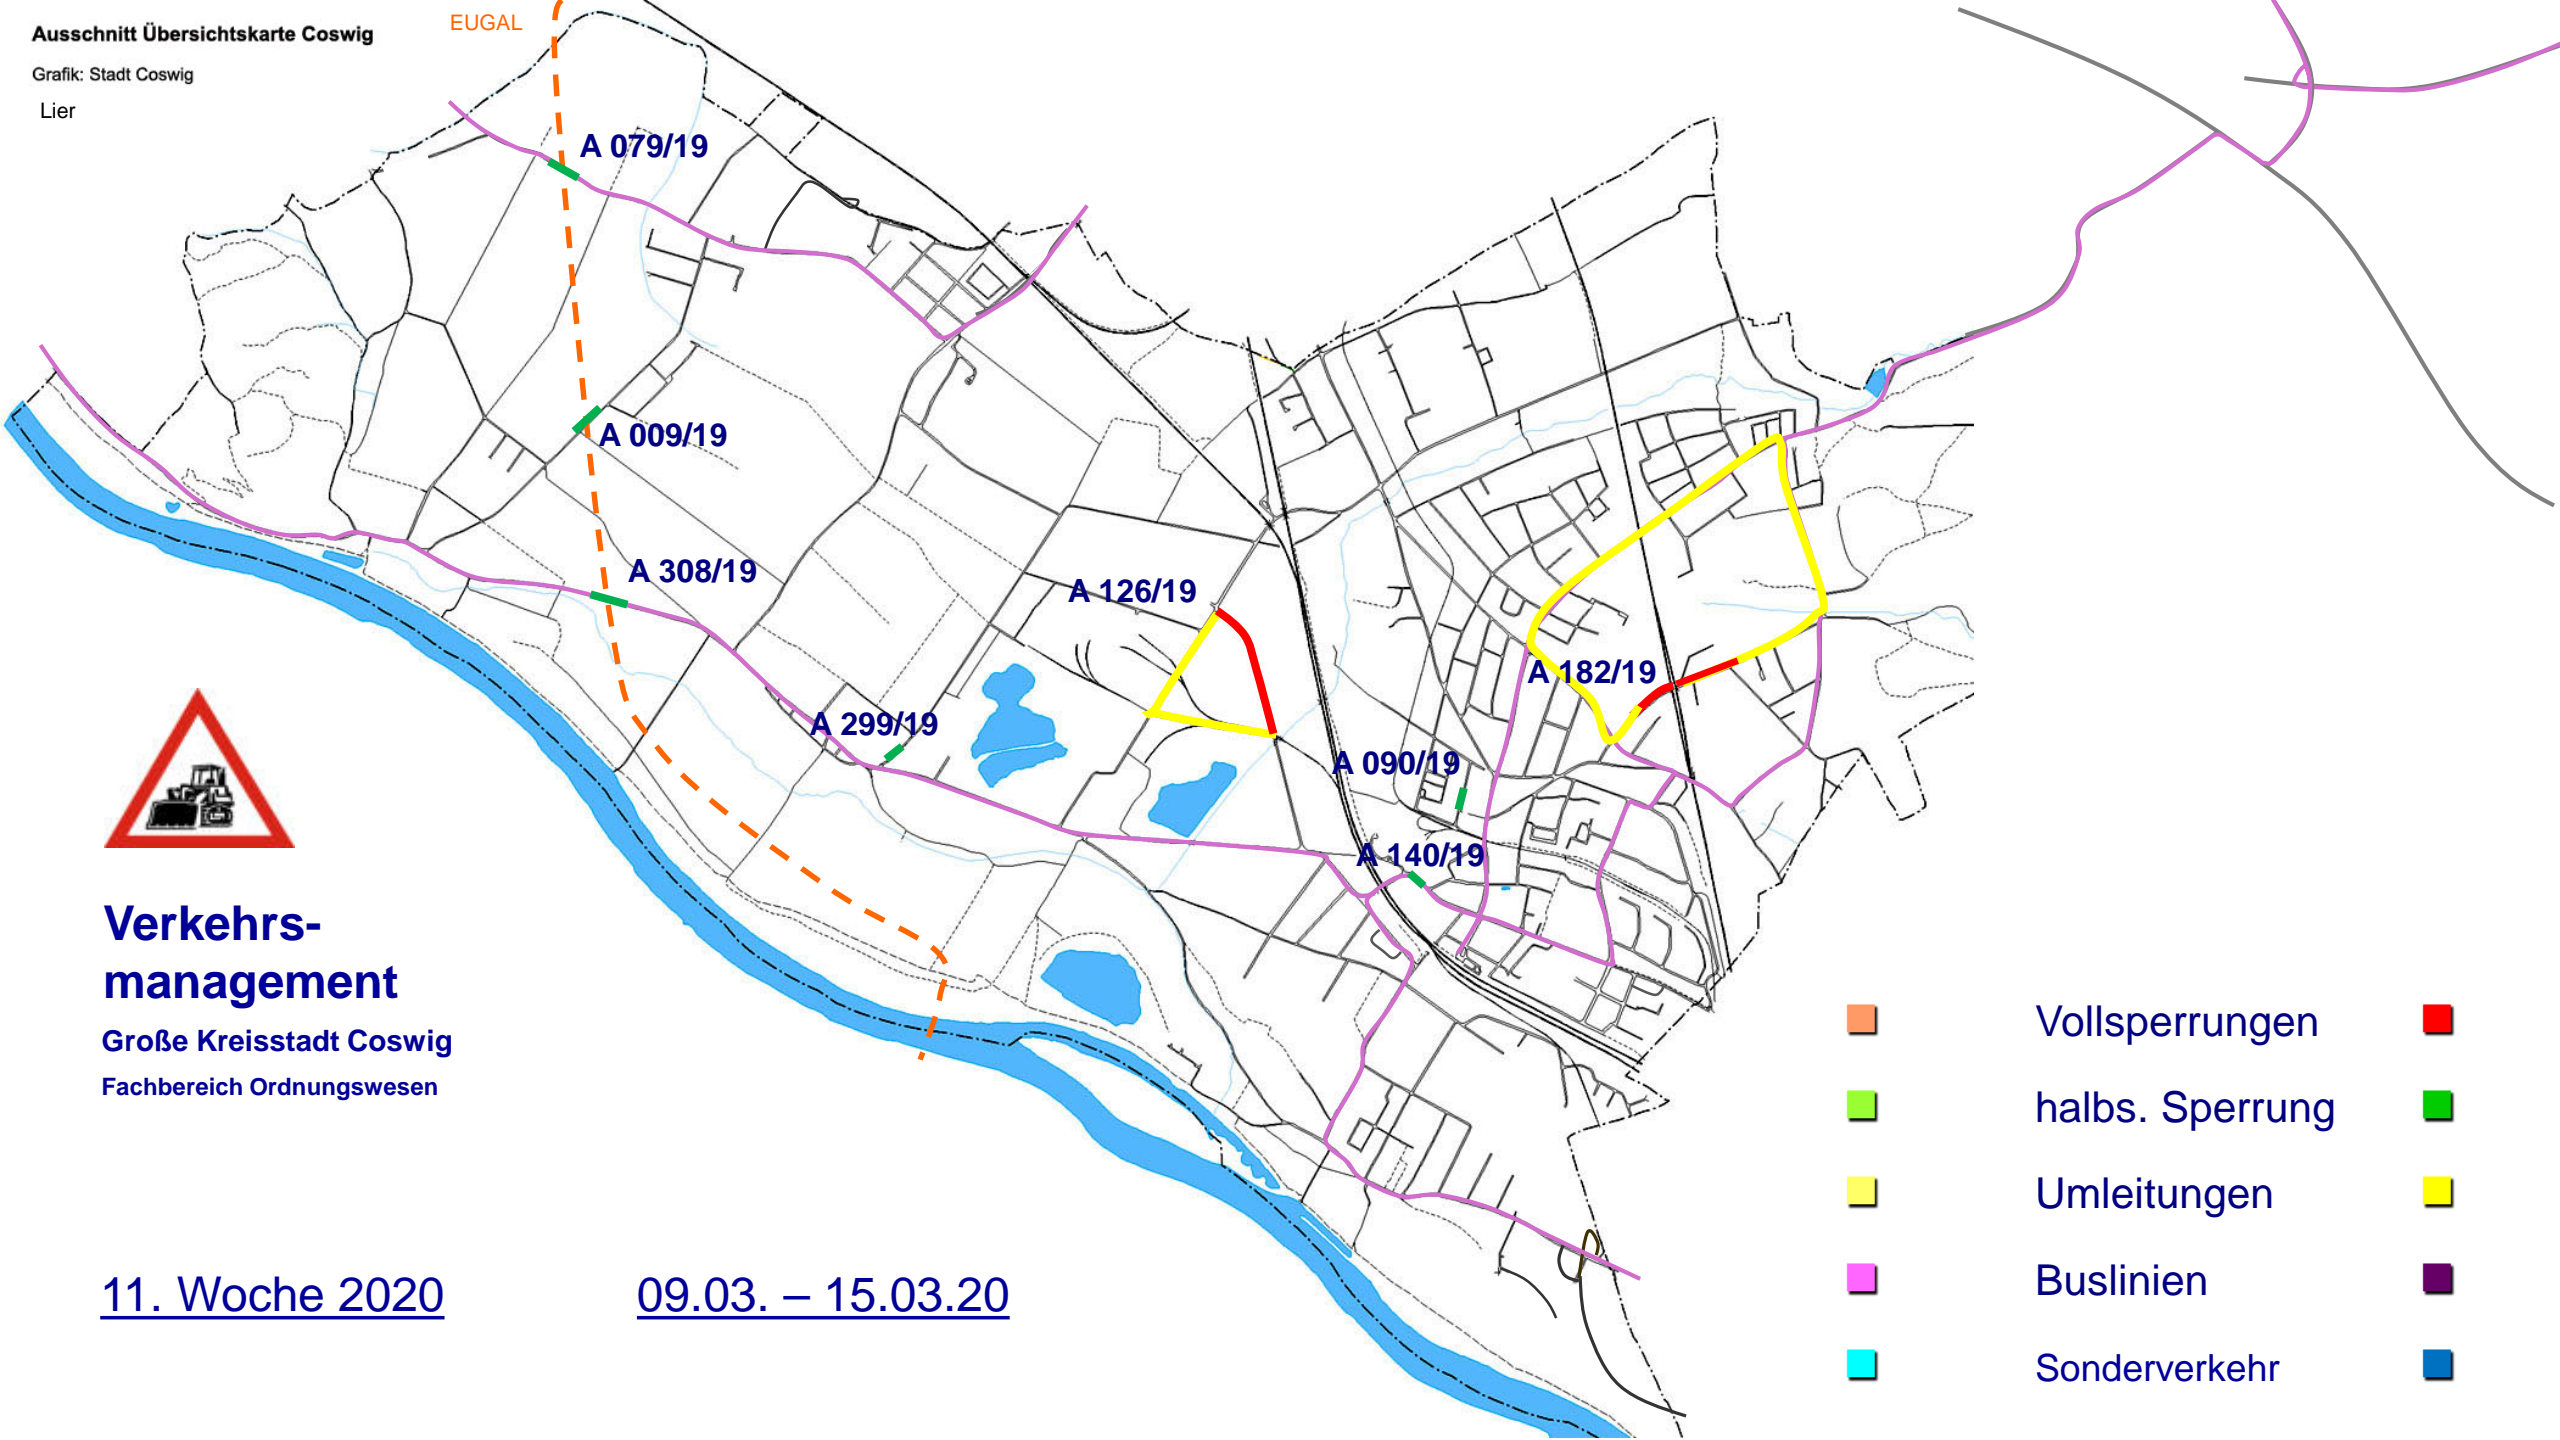 Ausschnitt Übersichtskarte Coswig
Grafik: Stadt Coswig
Lier
EUGAL
A 079/19
A 009/19
A 308/19
A 126/19
A 182/19
A 299/19
A 090/19
A 140/19
Verkehrs-
management
Große Kreisstadt Coswig
Fachbereich Ordnungswesen
11. Woche 2020
09.03. – 15.03.20
Vollsperrungen
halbs. Sperrung
Umleitungen
Buslinien
Sonderverkehr